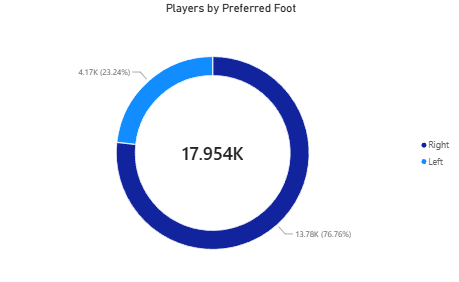 Players by Preferred Foot
4.17K (23.24%)
17.954K
Right
Left
13.78K (76.76%)